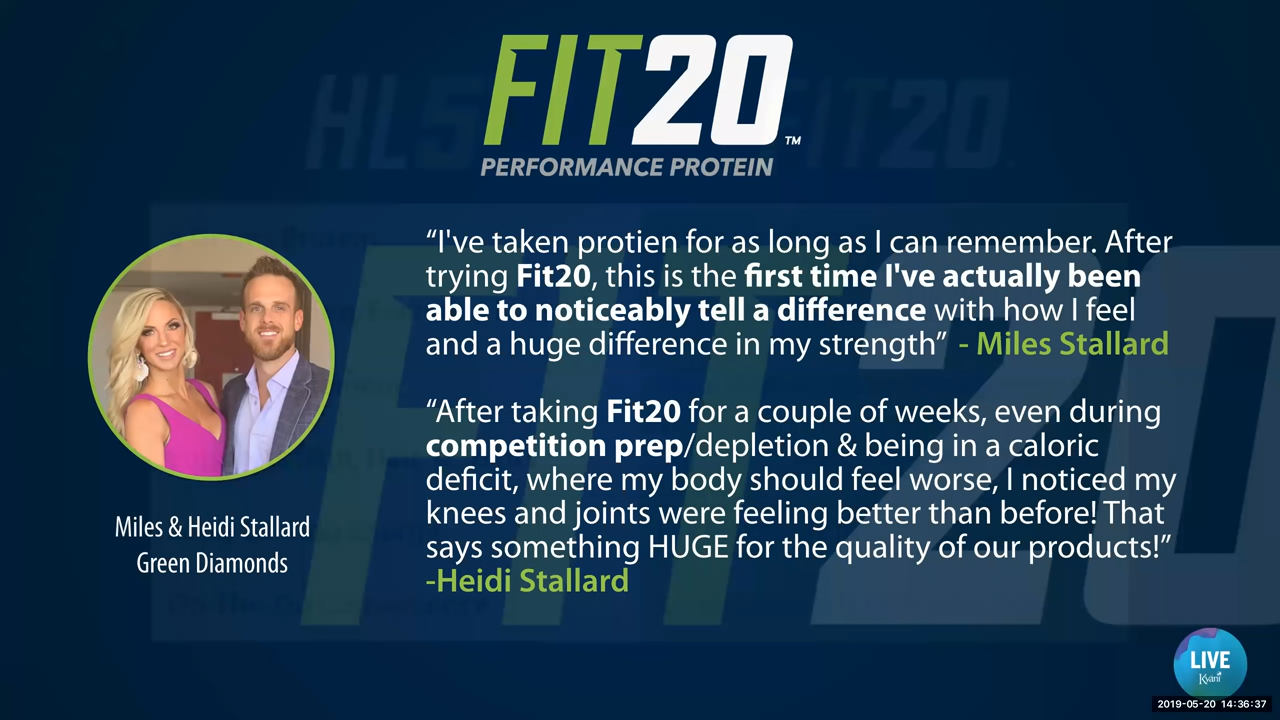 HL5
FIT20
FIT20™
PERFORMANCE PROTEIN
“I've taken protien for as long as I can remember. After
trying Fit20, this is the first time I've actually been
able to noticeably tell a difference with how I feel
and a huge difference in my strength” - Miles Stallard
“After taking Fit20 for a couple of weeks, even during
competition prep/depletion & being in a caloric
deficit, where my body should feel worse, I noticed my
knees and joints were feeling better than before! That
says something HUGE for the quality of our products!”
-Heidi Stallard
Miles & Heidi Stallard
Green Diamonds
FIT20
LIVE
Kyäni
2019-05-20 14:36:37